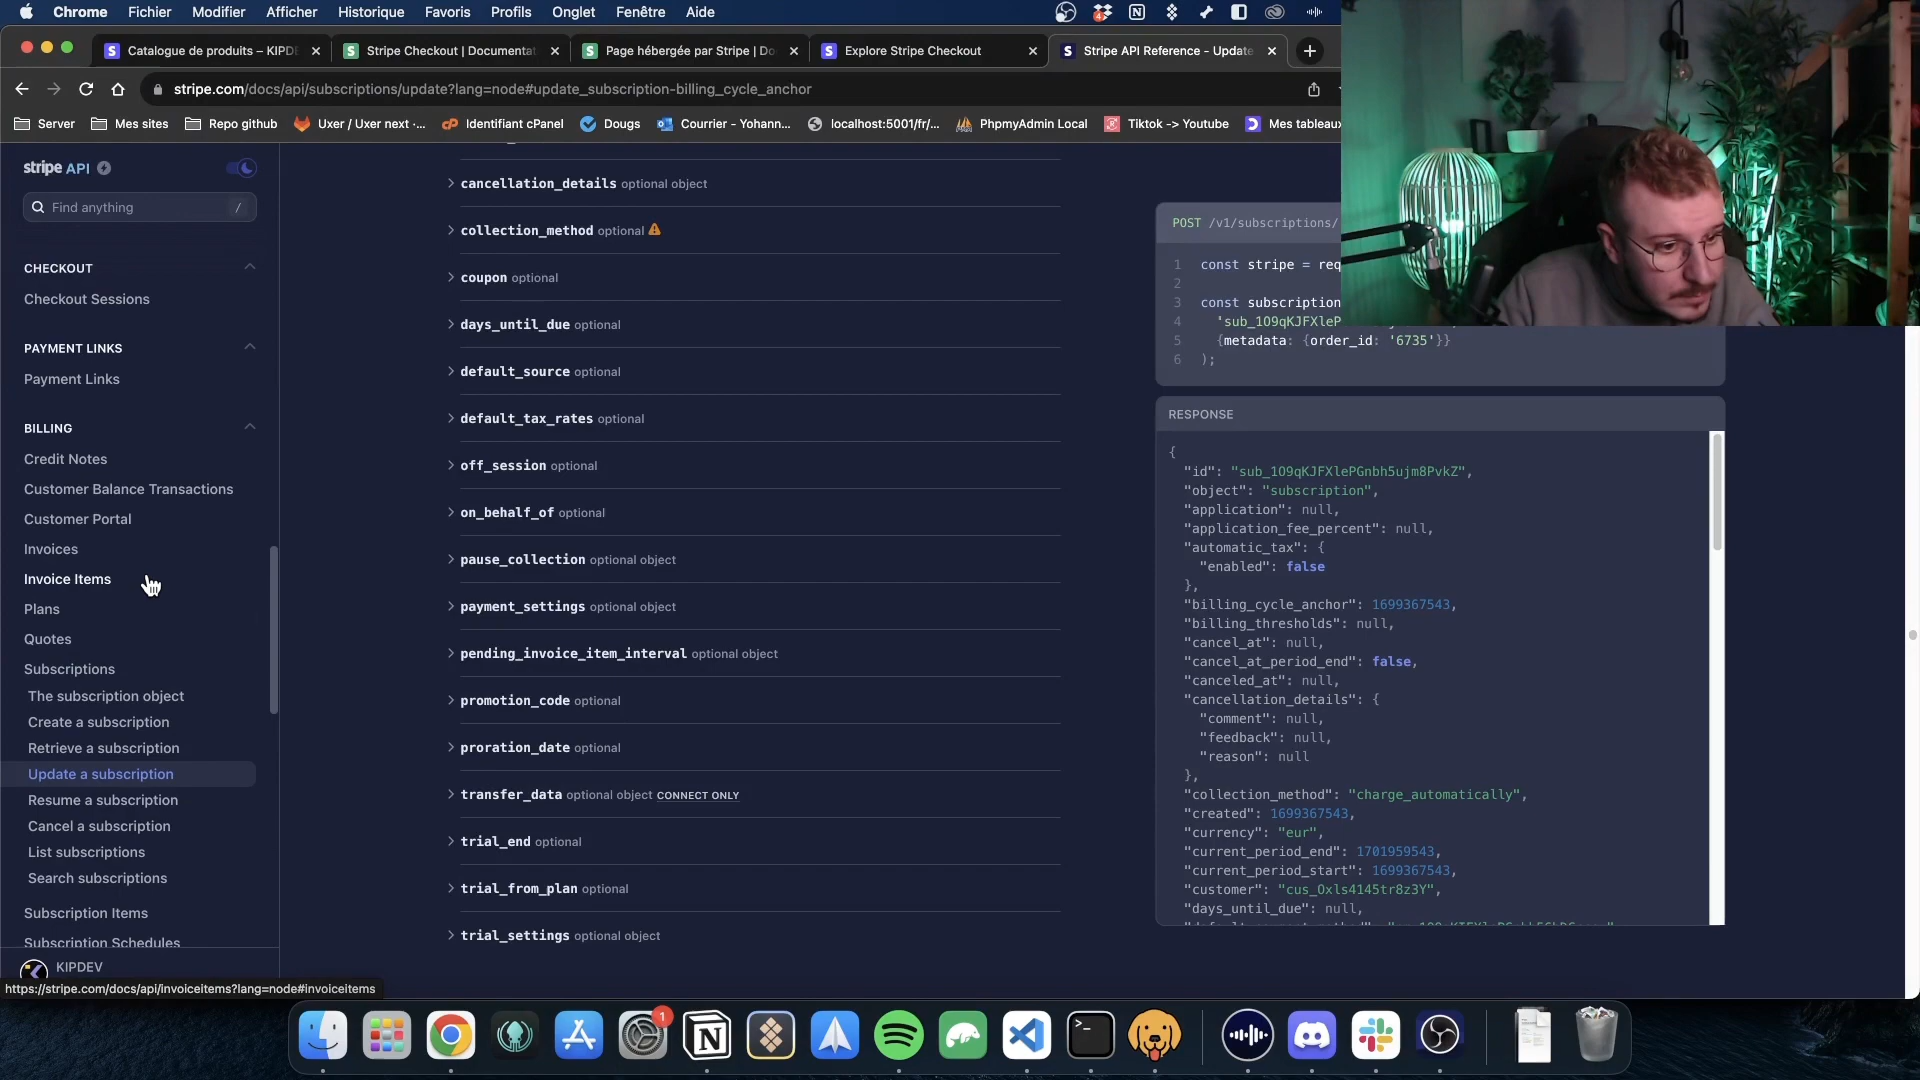 Chrome Fichier Modifier Afficher Historique Favoris Profils Onglet Fenêtre Aide
Catalogue de produits – KIPDE
Stripe Checkout | Documentat
Page hébergée par Stripe | Do
Explore Stripe Checkout
Stripe API Reference - Update
stripe.com/docs/api/subscriptions/update?lang=node#update_subscription-billing_cycle_anchor
Server
Mes sites
Repo github
Uxer / Uxer next -...
Identifiant cPanel
Dougs
Courrier - Yohann...
localhost:5001/fr/...
PhpmyAdmin Local
Tiktok -> Youtube
Mes tableaux
stripe API
Find anything /
CHECKOUT
Checkout Sessions
PAYMENT LINKS
Payment Links
BILLING
Credit Notes
Customer Balance Transactions
Customer Portal
Invoices
Invoice Items
Plans
Quotes
Subscriptions
The subscription object
Create a subscription
Retrieve a subscription
Update a subscription
Resume a subscription
Cancel a subscription
List subscriptions
Search subscriptions
Subscription Items
Subscription Schedules
KIPDEV
https://stripe.com/docs/api/invoiceitems?lang=node#invoiceitems
cancellation_details optional object
collection_method optional
coupon optional
days_until_due optional
default_source optional
default_tax_rates optional
off_session optional
on_behalf_of optional
pause_collection optional object
payment_settings optional object
pending_invoice_item_interval optional object
promotion_code optional
proration_date optional
transfer_data optional object CONNECT ONLY
trial_end optional
trial_from_plan optional
trial_settings optional object
POST /v1/subscriptions/
1 const stripe = req
2
3 const subscription
4 'sub_1O9qKJFXleP
5 {metadata: {order_id: '6735'}}
6 );
RESPONSE
{
"id": "sub_1O9qKJFXlePGnbh5ujm8PvkZ",
"object": "subscription",
"application": null,
"application_fee_percent": null,
"automatic_tax": {
"enabled": false
},
"billing_cycle_anchor": 1699367543,
"billing_thresholds": null,
"cancel_at": null,
"cancel_at_period_end": false,
"canceled_at": null,
"cancellation_details": {
"comment": null,
"feedback": null,
"reason": null
},
"collection_method": "charge_automatically",
"created": 1699367543,
"currency": "eur",
"current_period_end": 1701959543,
"current_period_start": 1699367543,
"customer": "cus_Oxls4145tr8z3Y",
"days_until_due": null,
1